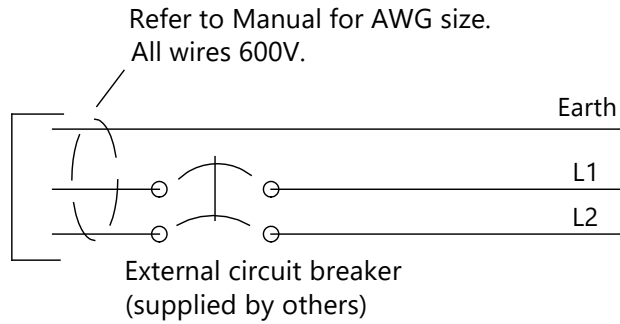 Refer to Manual for AWG size.
All wires 600V.
Earth
L1
L2
External circuit breaker
(supplied by others)